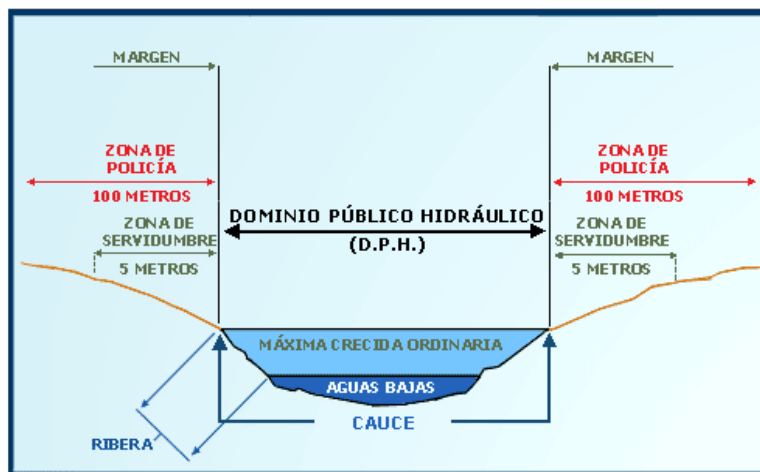 MARGEN
MARGEN
ZONA DE
POLICÍA
100 METROS
ZONA DE
POLICÍA
100 METROS
DOMINIO PÚBLICO HIDRÁULICO
(D.P.H.)
ZONA DE
SERVIDUMBRE
5 METROS
ZONA DE
SERVIDUMBRE
5 METROS
MÁXIMA CRECIDA ORDINARIA
AGUAS BAJAS
CAUCE
RIBERA